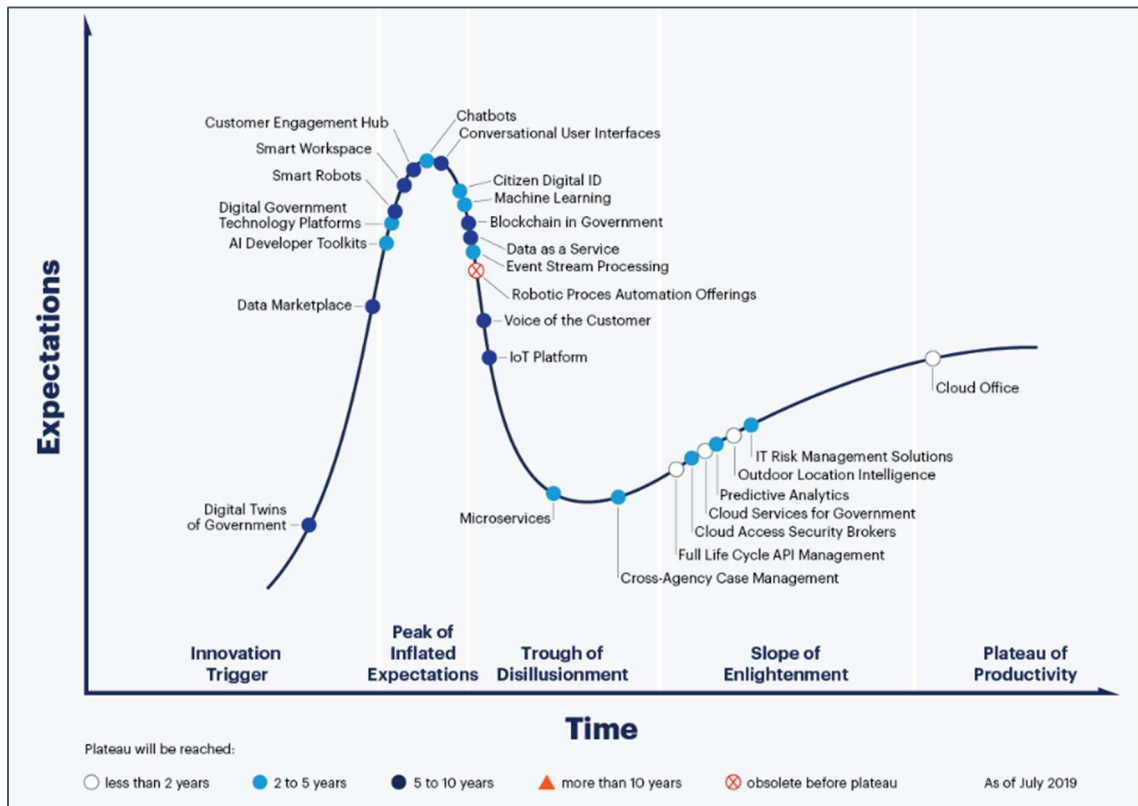 Expectations
Customer Engagement Hub
Smart Workspace
Smart Robots
Digital Government
Technology Platforms
AI Developer Toolkits
Data Marketplace
Digital Twins
of Government
Chatbots
Conversational User Interfaces
Citizen Digital ID
Machine Learning
Blockchain in Government
Data as a Service
Event Stream Processing
Robotic Proces Automation Offerings
Voice of the Customer
IoT Platform
Microservices
Cross-Agency Case Management
Full Life Cycle API Management
Cloud Access Security Brokers
Cloud Services for Government
Predictive Analytics
Outdoor Location Intelligence
IT Risk Management Solutions
Cloud Office
Innovation
Trigger
Peak of
Inflated
Expectations
Trough of
Disillusionment
Slope of
Enlightenment
Plateau of
Productivity
Time
Plateau will be reached:
less than 2 years
2 to 5 years
5 to 10 years
more than 10 years
obsolete before plateau
As of July 2019